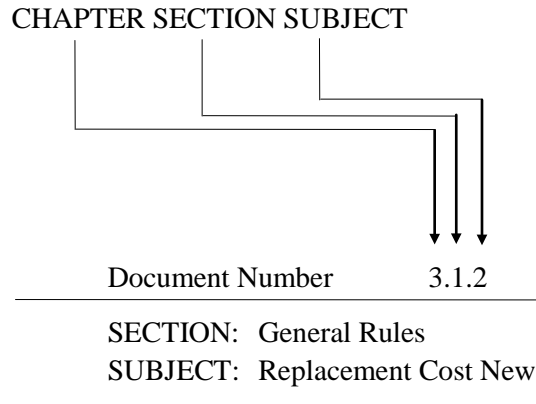 CHAPTER SECTION SUBJECT
Document Number 3.1.2
SECTION: General Rules
SUBJECT: Replacement Cost New